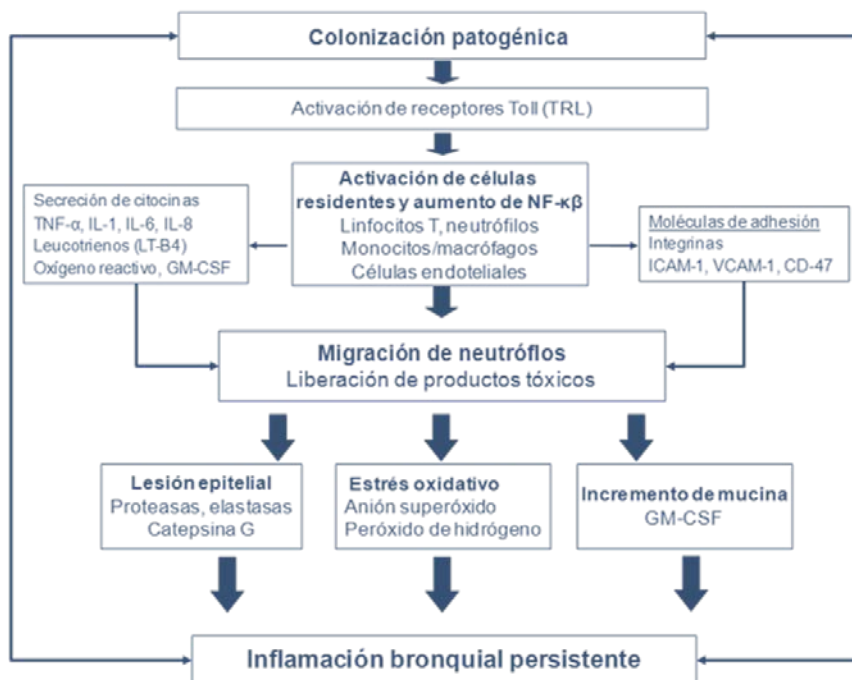 Colonización patogénica
Activación de receptores Toll (TRL)
Activación de células
residentes y aumento de NF-κβ
Linfocitos T, neutrófilos
Monocitos/macrófagos
Células endoteliales
Secreción de citocinas
TNF-α, IL-1, IL-6, IL-8
Leucotrienos (LT-B4)
Oxígeno reactivo, GM-CSF
Moléculas de adhesión
Integrinas
ICAM-1, VCAM-1, CD-47
Migración de neutróflos
Liberación de productos tóxicos
Lesión epitelial
Proteasas, elastasas
Catepsina G
Estrés oxidativo
Anión superóxido
Peróxido de hidrógeno
Incremento de mucina
GM-CSF
Inflamación bronquial persistente